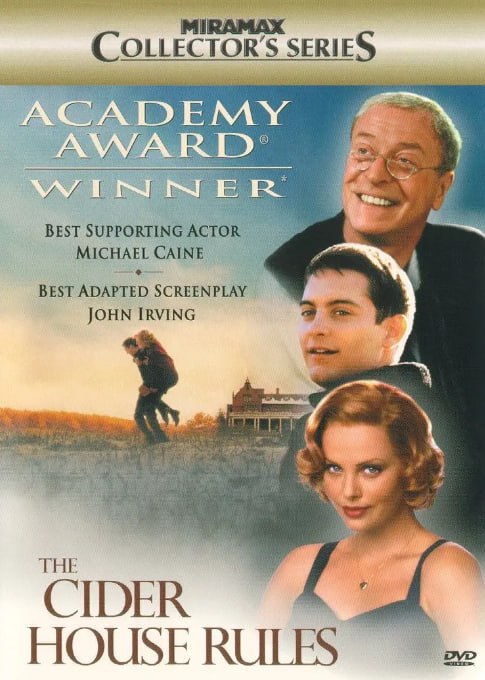 MIRAMAX
COLLECTOR'S SERIES
ACADEMY
AWARD®
WINNER*
BEST SUPPORTING ACTOR
MICHAEL CAINE
BEST ADAPTED SCREENPLAY
JOHN IRVING
THE
CIDER
HOUSE RULES
DVD
VIDEO